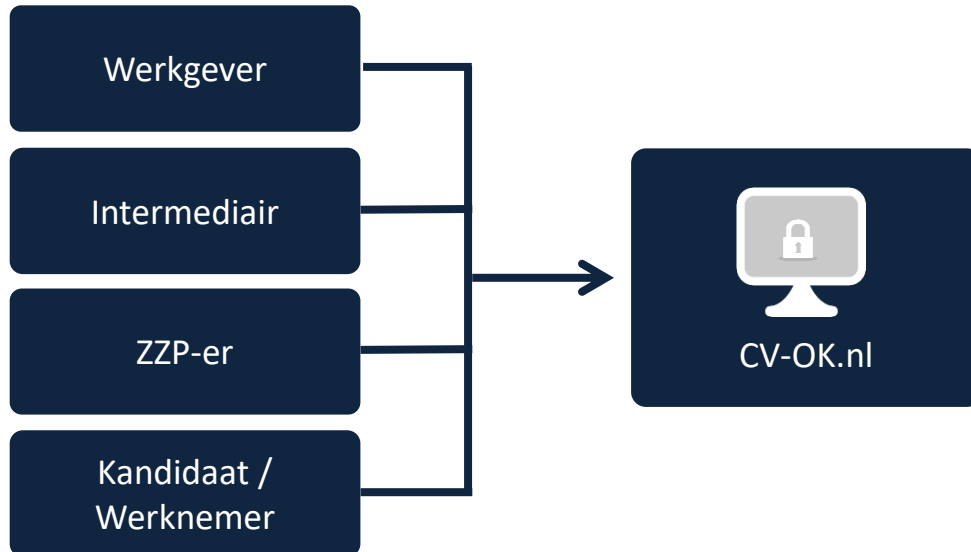 Werkgever
Intermediair
ZZP-er
Kandidaat /
Werknemer
CV-OK.nl